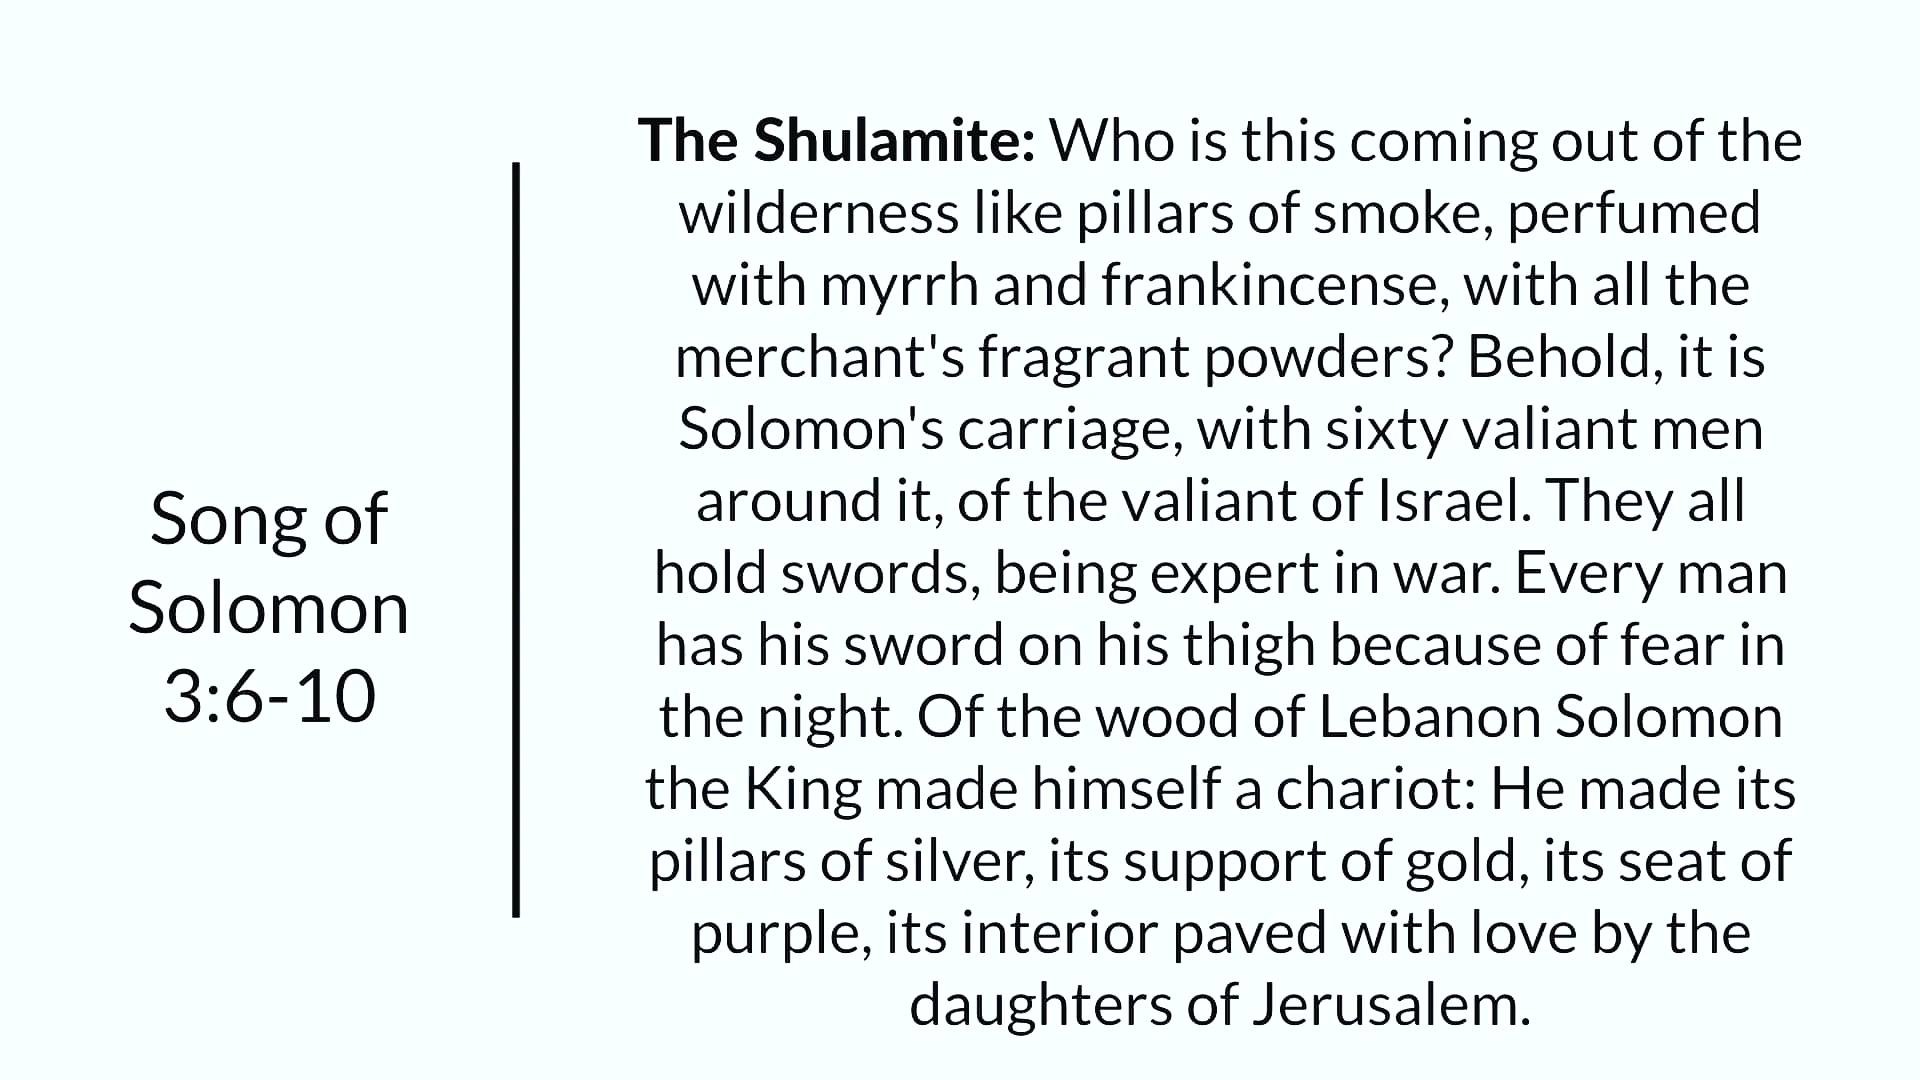 Song of
Solomon
3:6-10
The Shulamite: Who is this coming out of the
wilderness like pillars of smoke, perfumed
with myrrh and frankincense, with all the
merchant's fragrant powders? Behold, it is
Solomon's carriage, with sixty valiant men
around it, of the valiant of Israel. They all
hold swords, being expert in war. Every man
has his sword on his thigh because of fear in
the night. Of the wood of Lebanon Solomon
the King made himself a chariot: He made its
pillars of silver, its support of gold, its seat of
purple, its interior paved with love by the
daughters of Jerusalem.